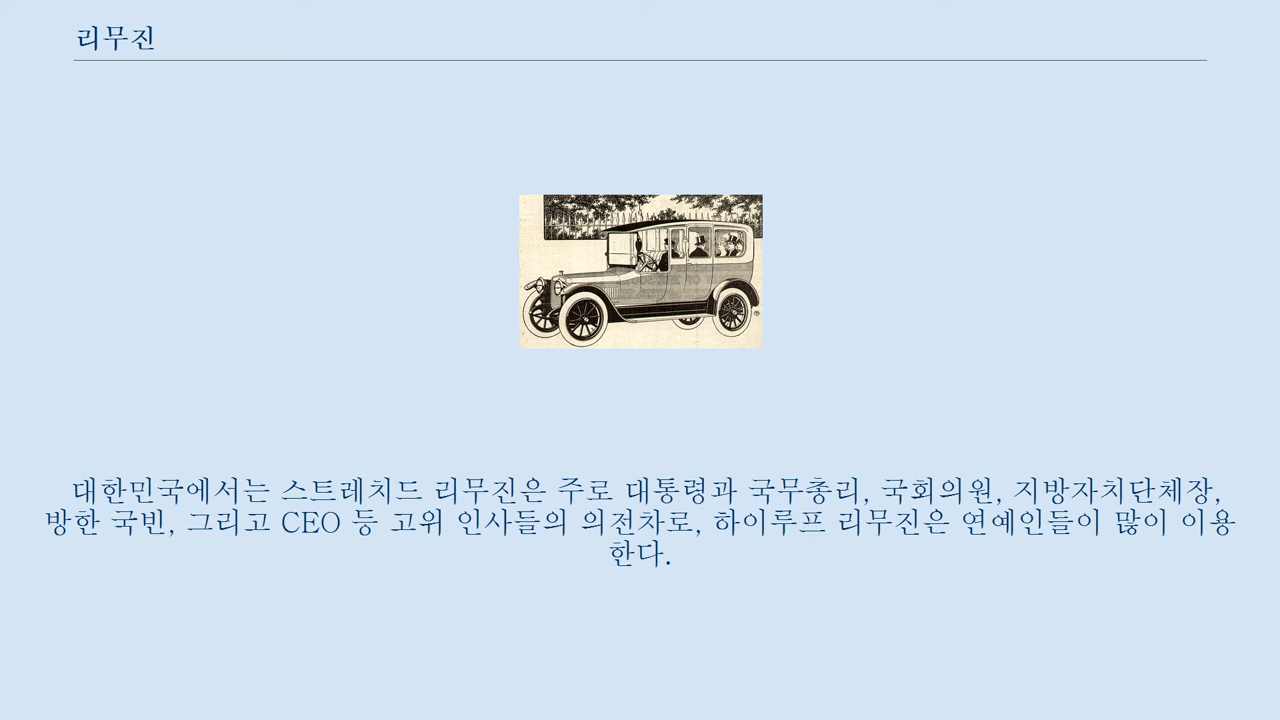 리무진
대한민국에서는 스트레치드 리무진은 주로 대통령과 국무총리, 국회의원, 지방자치단체장,
방한 국빈, 그리고 CEO 등 고위 인사들의 의전차로, 하이루프 리무진은 연예인들이 많이 이용
한다.